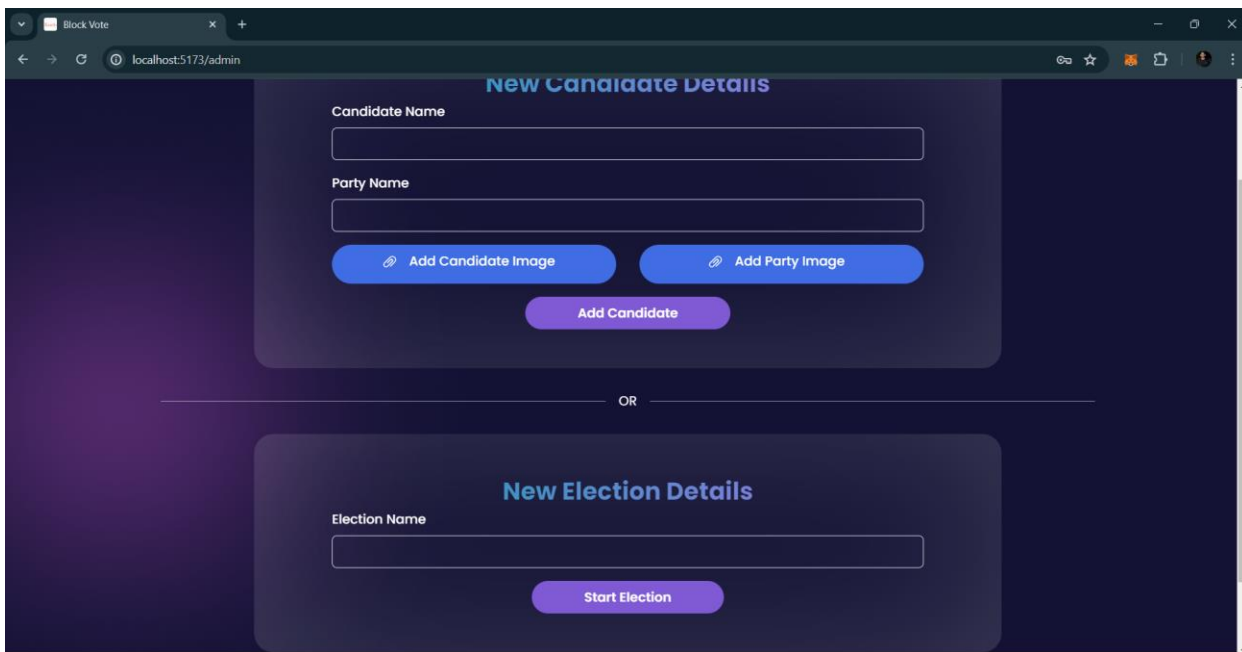 Block Vote
localhost:5173/admin
New Candidate Details
Candidate Name
Party Name
Add Candidate Image
Add Party Image
Add Candidate
OR
New Election Details
Election Name
Start Election